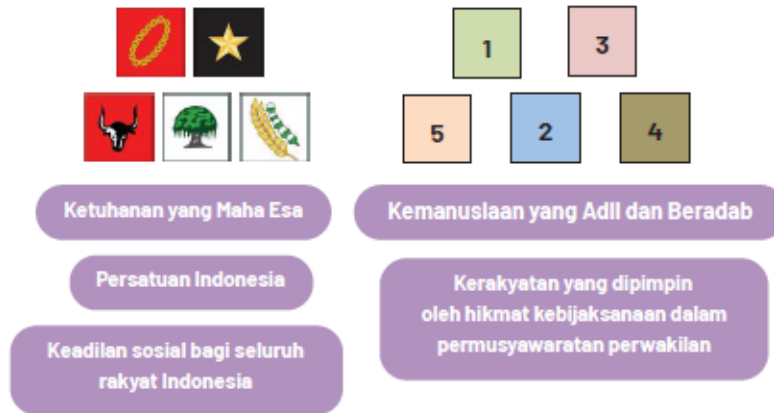 1
3
5
2
4
Ketuhanan yang Maha Esa
Kemanusiaan yang Adil dan Beradab
Persatuan Indonesia
Kerakyatan yang dipimpin
oleh hikmat kebijaksanaan dalam
permusyawaratan perwakilan
Keadilan sosial bagi seluruh
rakyat Indonesia